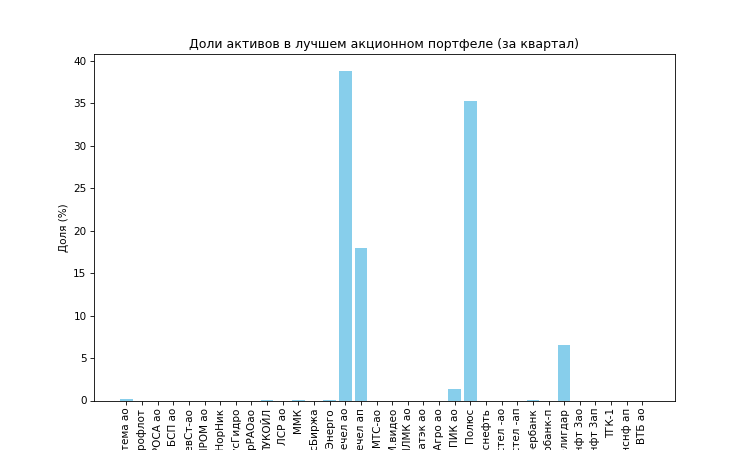 Доли активов в лучшем акционном портфеле (за квартал)
40
35
30
25
20
15
10
5
0
Доля (%)
тема ао
рофлот
РОСА ао
БСП ао
евСт-ао
ПРОМ ао
НорНик
сГидро
рРАОао
ЛУКОЙЛ
ЛСР ао
ММК
сБиржа
Энерго
ечел ао
ечел ап
МТС-ао
М.видео
ЛМК ао
атэк ао
Агро ао
ПИК ао
Полюс
снефть
стел -ао
стел -ап
ербанк
рбанк-п
лигдар
нфт 3ао
нфт 3ап
ТГК-1
нснф ап
ВТБ ао